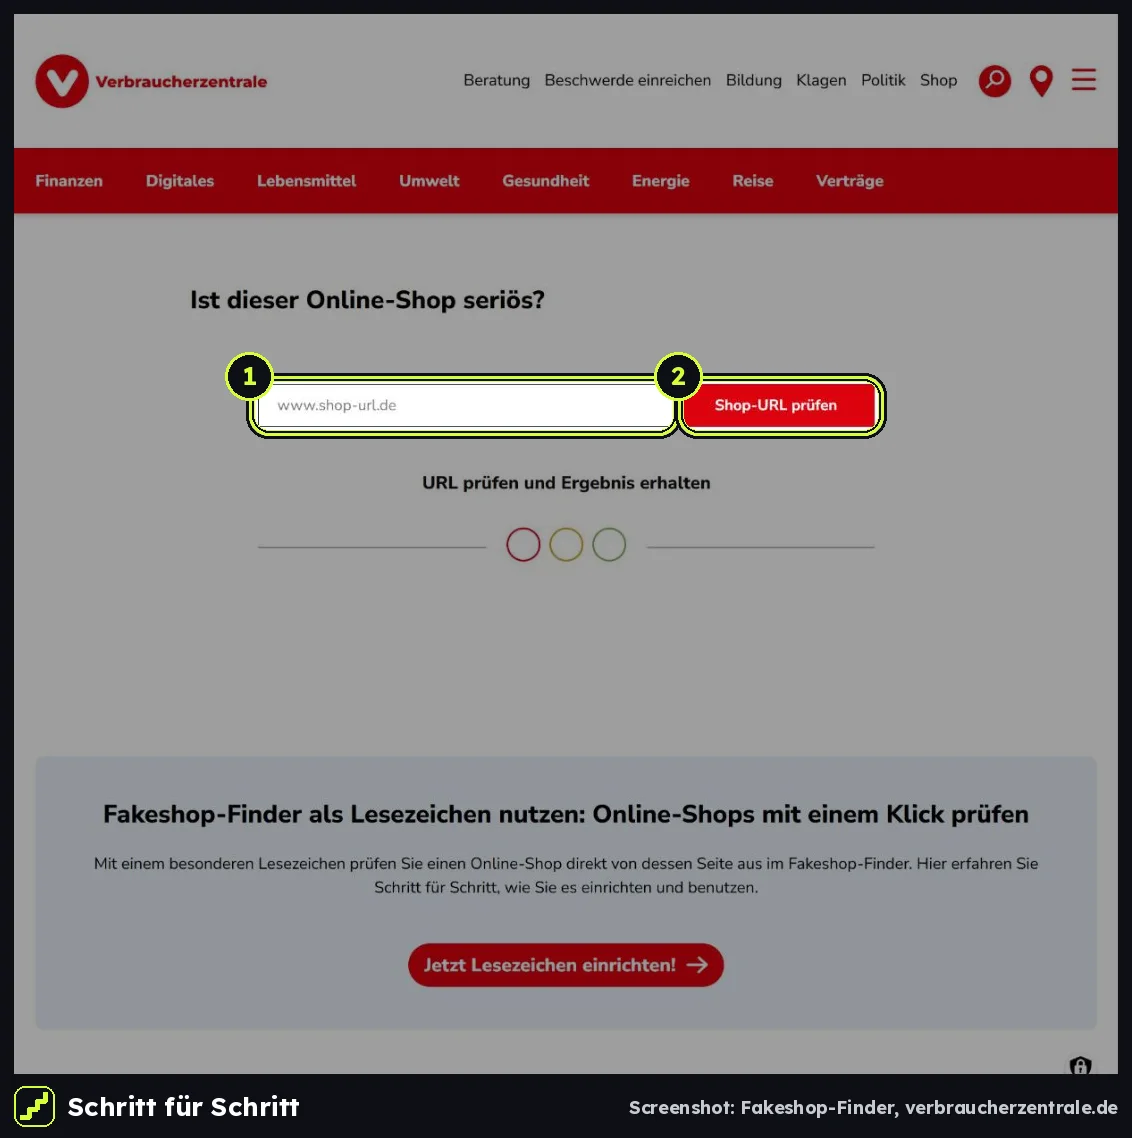 Verbraucherzentrale
Beratung Beschwerde einreichen Bildung Klagen Politik Shop
Finanzen Digitales Lebensmittel Umwelt Gesundheit Energie Reise Verträge
Ist dieser Online-Shop seriös?
1 2
www.shop-url.de Shop-URL prüfen
URL prüfen und Ergebnis erhalten
Fakeshop-Finder als Lesezeichen nutzen: Online-Shops mit einem Klick prüfen
Mit einem besonderen Lesezeichen prüfen Sie einen Online-Shop direkt von dessen Seite aus im Fakeshop-Finder. Hier erfahren Sie
Schritt für Schritt, wie Sie es einrichten und benutzen.
Jetzt Lesezeichen einrichten!
Schritt für Schritt
Screenshot: Fakeshop-Finder, verbraucherzentrale.de